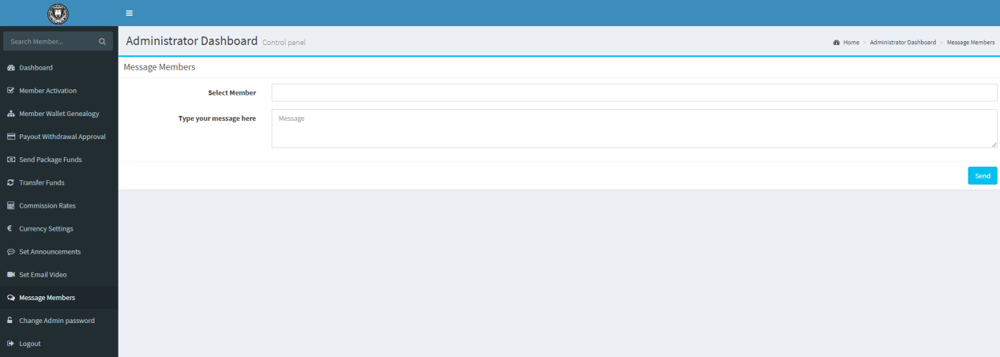 Search Member...
Administrator Dashboard Control panel
Home > Administrator Dashboard > Message Members
Dashboard
Member Activation
Member Wallet Genealogy
Payout Withdrawal Approval
Send Package Funds
Transfer Funds
Commission Rates
Currency Settings
Set Announcements
Set Email Video
Message Members
Change Admin password
Logout
Message Members
Select Member
Type your message here
Message
Send